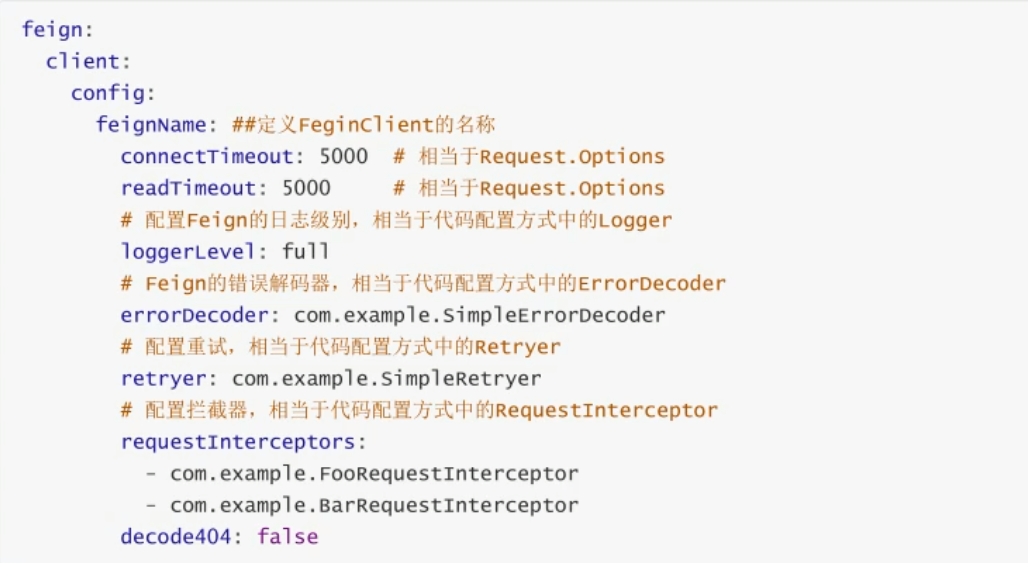 feign:
  client:
    config:
      feignName: ##定义FeginClient的名称
        connectTimeout: 5000  # 相当于Request.Options
        readTimeout: 5000     # 相当于Request.Options
        # 配置Feign的日志级别，相当于代码配置方式中的Logger
        loggerLevel: full
        # Feign的错误解码器，相当于代码配置方式中的ErrorDecoder
        errorDecoder: com.example.SimpleErrorDecoder
        # 配置重试，相当于代码配置方式中的Retryer
        retryer: com.example.SimpleRetryer
        # 配置拦截器，相当于代码配置方式中的RequestInterceptor
        requestInterceptors:
          - com.example.FooRequestInterceptor
          - com.example.BarRequestInterceptor
        decode404: false